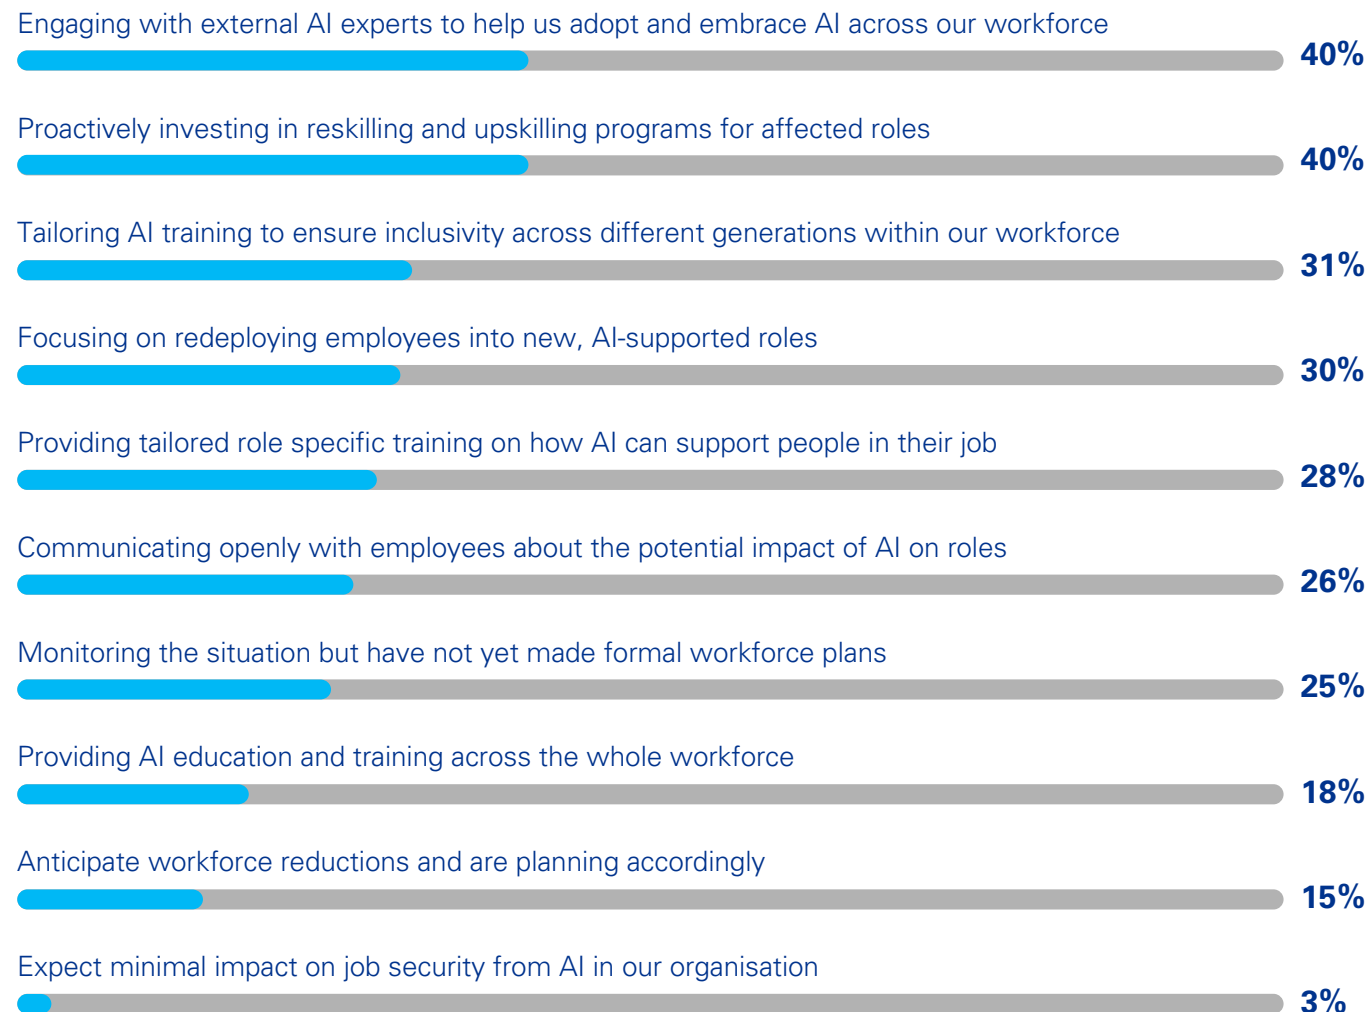 Engaging with external AI experts to help us adopt and embrace AI across our workforce
40%
Proactively investing in reskilling and upskilling programs for affected roles
40%
Tailoring AI training to ensure inclusivity across different generations within our workforce
31%
Focusing on redeploying employees into new, AI-supported roles
30%
Providing tailored role specific training on how AI can support people in their job
28%
Communicating openly with employees about the potential impact of AI on roles
26%
Monitoring the situation but have not yet made formal workforce plans
25%
Providing AI education and training across the whole workforce
18%
Anticipate workforce reductions and are planning accordingly
15%
Expect minimal impact on job security from AI in our organisation
3%